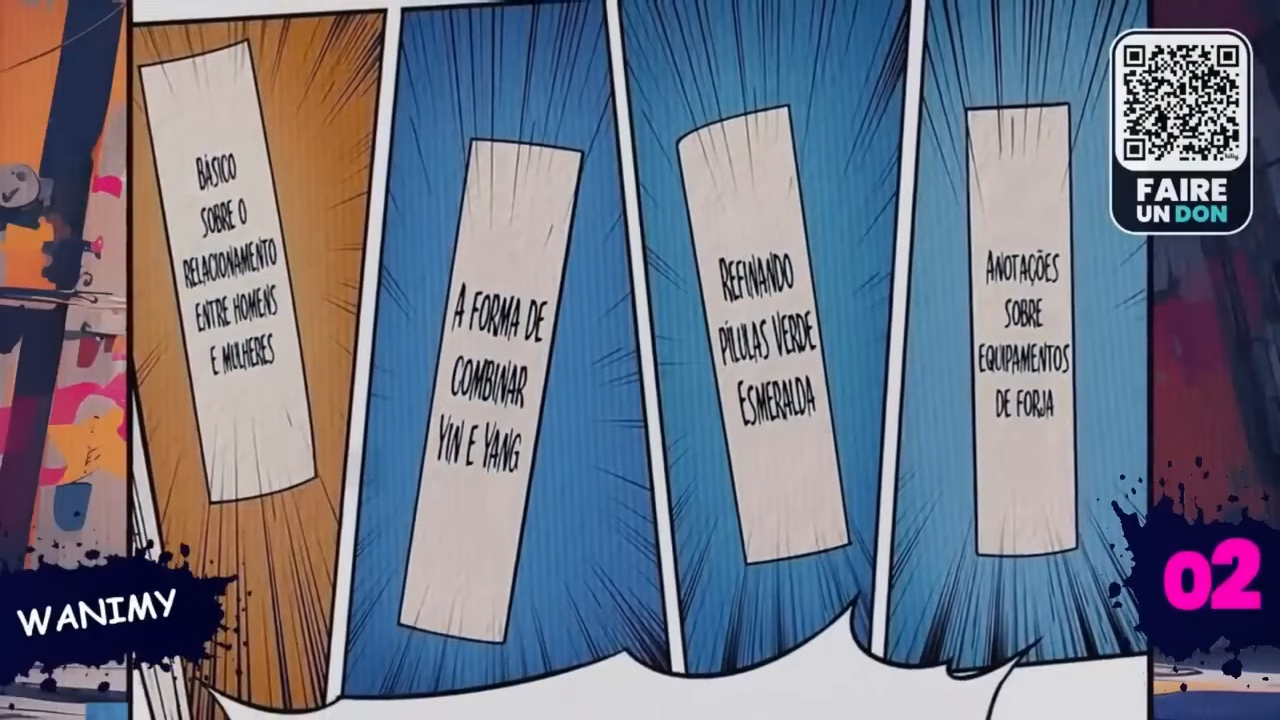 BÁSICO
SOBRE O
RELACIONAMENTO
ENTRE HOMENS
E MULHERES
A FORMA DE
COMBINAR
YIN E YANG
REFINANDO
PÍLULAS VERDE
ESMERALDA
ANOTAÇÕES
SOBRE
EQUIPAMENTOS
DE FORJA
FAIRE
UN DON
WANIMY
02